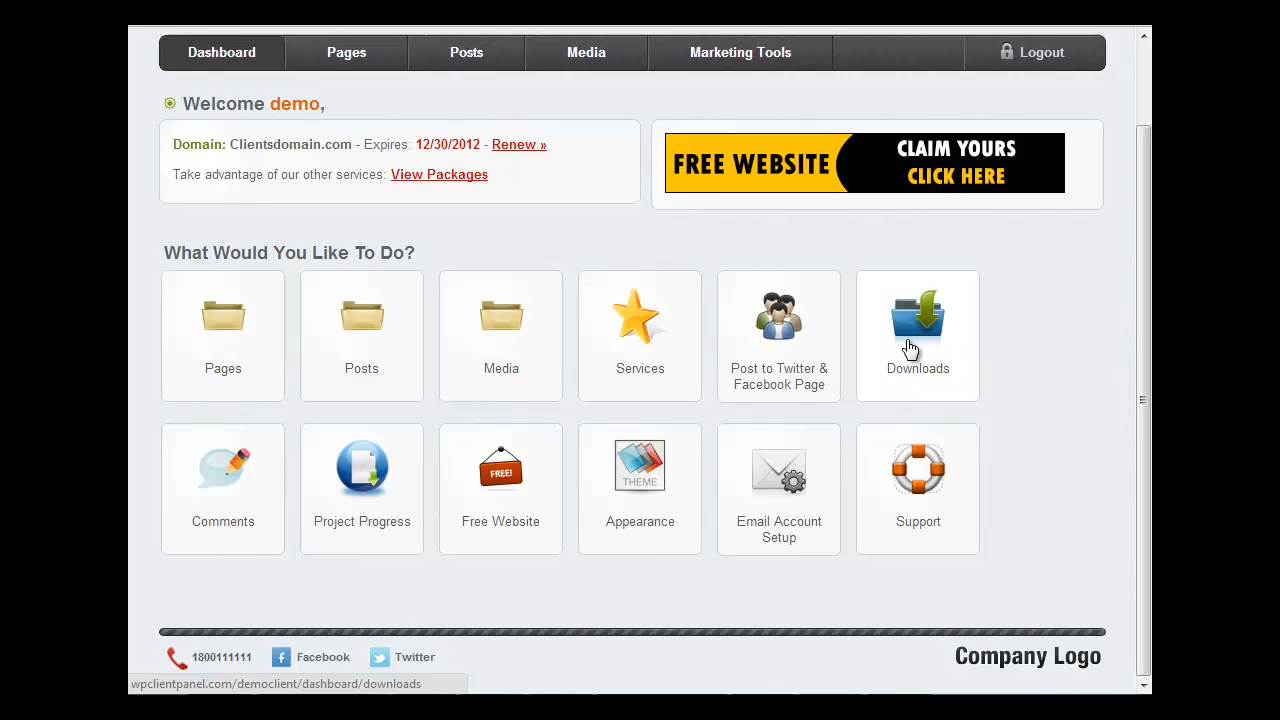 Dashboard Pages Posts Media Marketing Tools Logout
Welcome demo,
Domain: Clientsdomain.com - Expires: 12/30/2012 - Renew »
Take advantage of our other services: View Packages
FREE WEBSITE
CLAIM YOURS
CLICK HERE
What Would You Like To Do?
Pages
Posts
Media
Services
Post to Twitter &
Facebook Page
Downloads
Comments
Project Progress
FREE!
Free Website
THEME
Appearance
Email Account
Setup
Support
1800111111 Facebook Twitter
Company Logo
wpclientpanel.com/democlient/dashboard/downloads